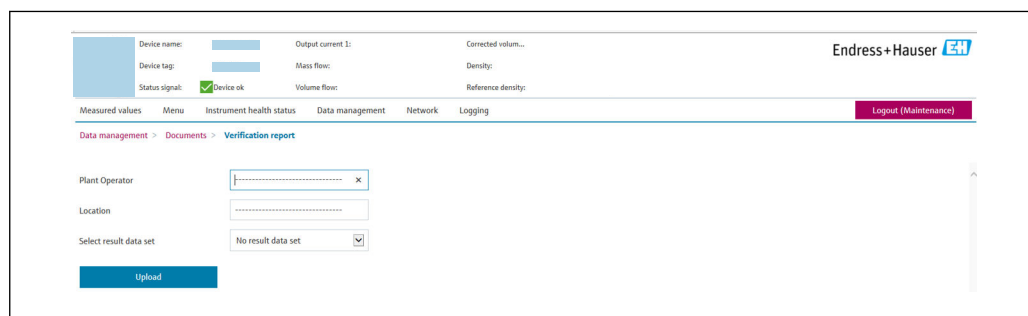 Device name: Output current 1: Corrected volum... Endress+Hauser EH
Device tag: Mass flow: Density:
Status signal: Device ok Volume flow: Reference density:
Measured values Menu Instrument health status Data management Network Logging Logout (Maintenance)
Data management > Documents > Verification report
Plant Operator -------------------------------- ×
Location --------------------------------
Select result data set No result data set
Upload